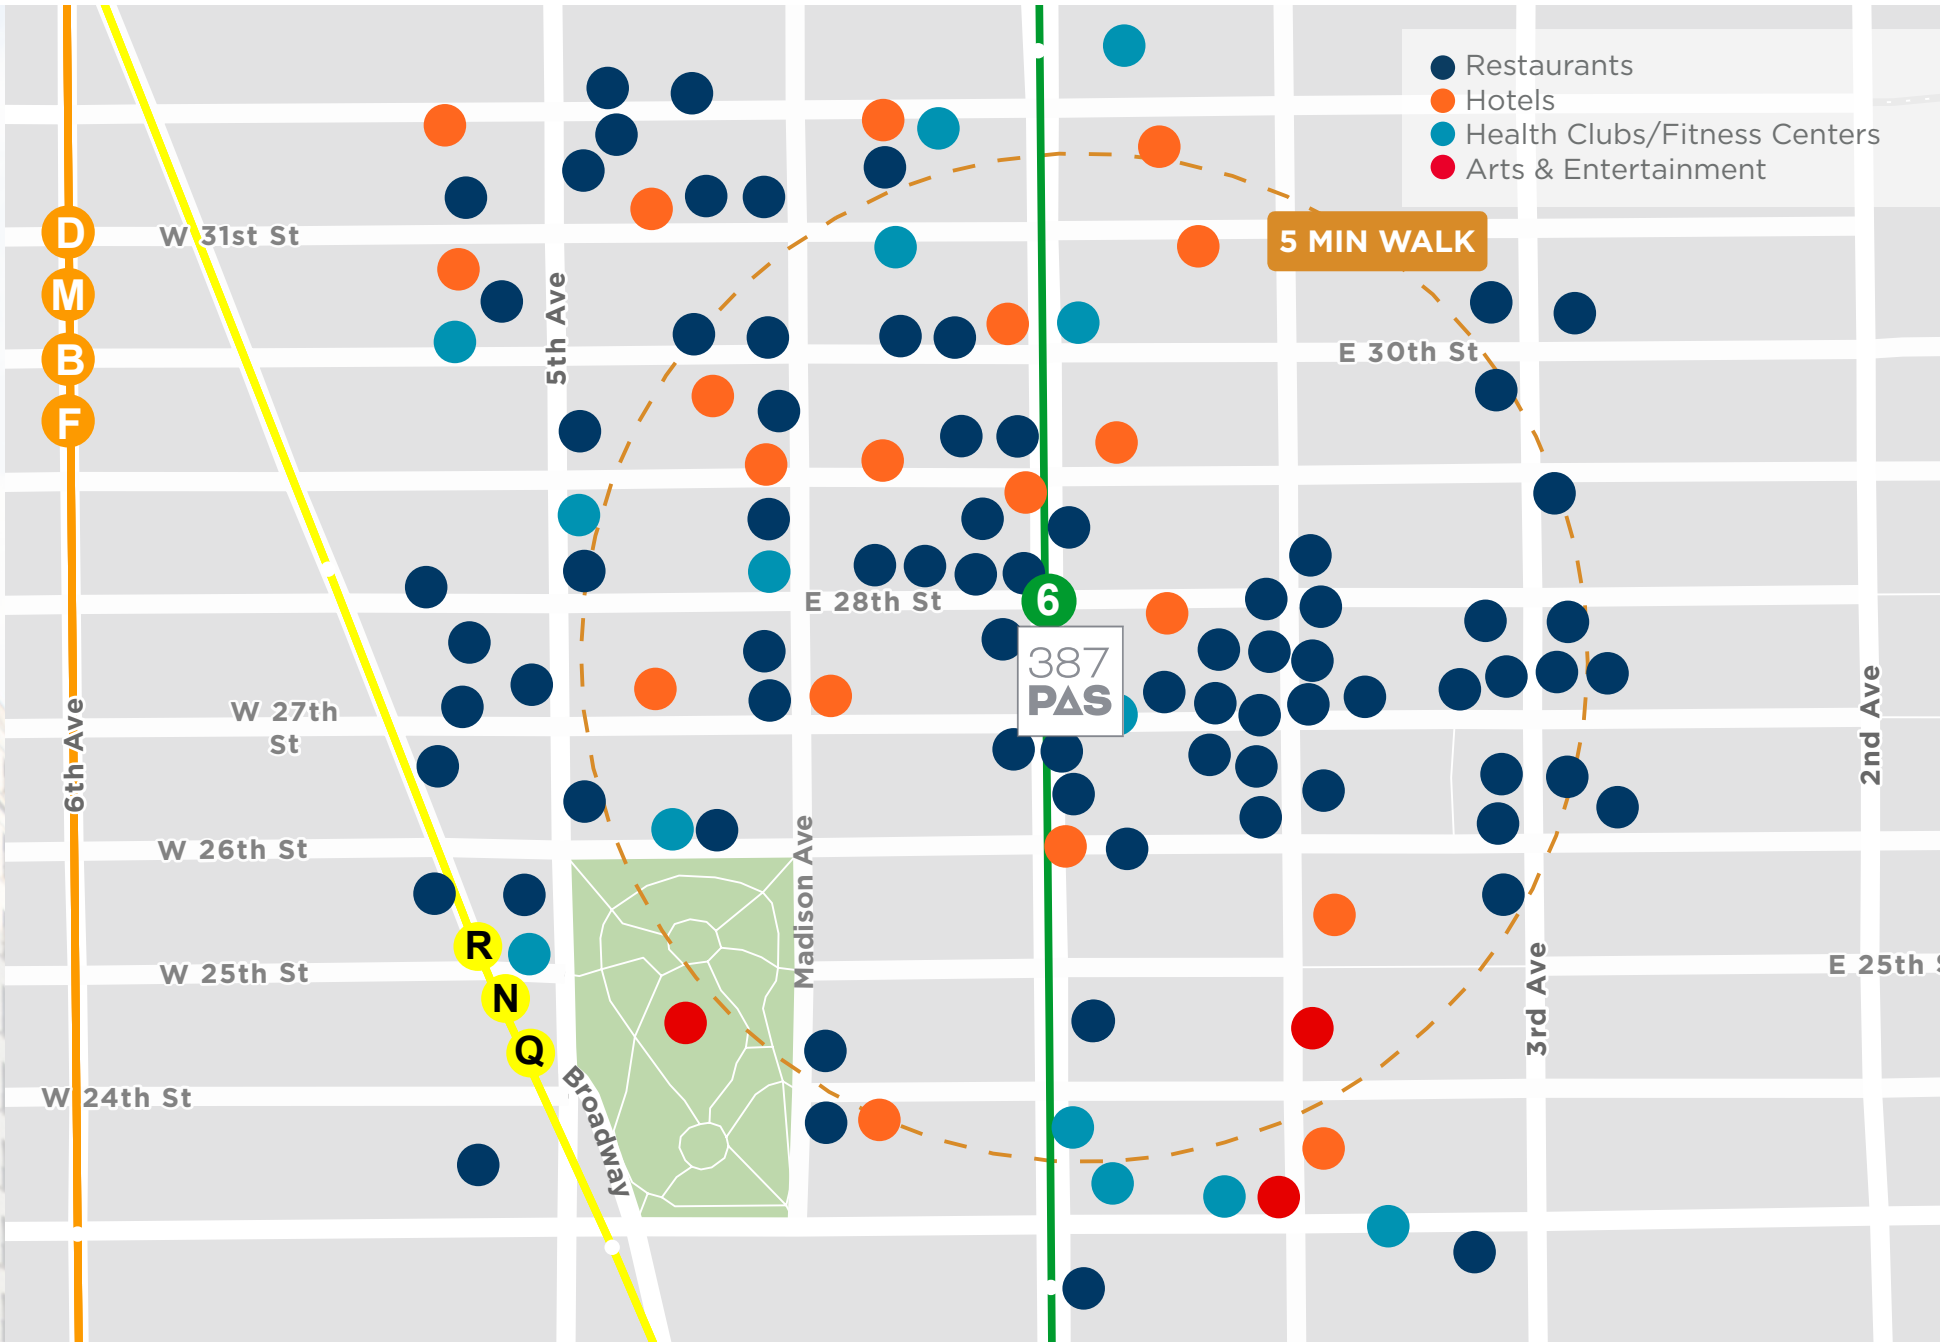 Restaurants
Hotels
Health Clubs/Fitness Centers
Arts & Entertainment
D
W 31st St
5 MIN WALK
M
5th Ave
B
E 30th St
F
E 28th St
6
387
PAS
W 27th
St
6th Ave
2nd Ave
W 26th St
Madison Ave
R
W 25th St
E 25th S
N
3rd Ave
Q
W 24th St
Broadway